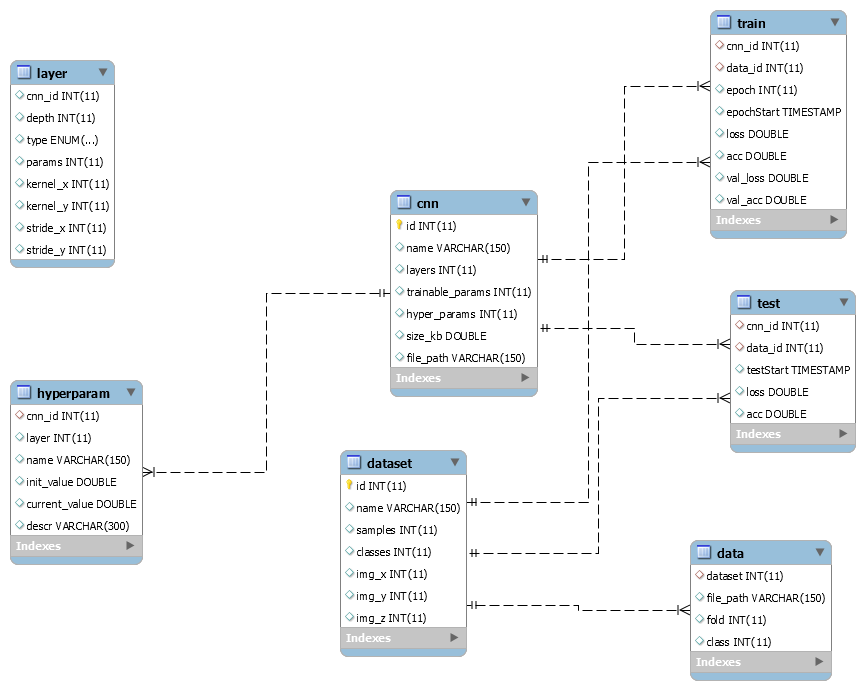 layer
cnn_id INT(11)
depth INT(11)
type ENUM(...)
params INT(11)
kernel_x INT(11)
kernel_y INT(11)
stride_x INT(11)
stride_y INT(11)
hyperparam
cnn_id INT(11)
layer INT(11)
name VARCHAR(150)
init_value DOUBLE
current_value DOUBLE
descr VARCHAR(300)
Indexes
cnn
id INT(11)
name VARCHAR(150)
layers INT(11)
trainable_params INT(11)
hyper_params INT(11)
size_kb DOUBLE
file_path VARCHAR(150)
Indexes
dataset
id INT(11)
name VARCHAR(150)
samples INT(11)
classes INT(11)
img_x INT(11)
img_y INT(11)
img_z INT(11)
Indexes
train
cnn_id INT(11)
data_id INT(11)
epoch INT(11)
epochStart TIMESTAMP
loss DOUBLE
acc DOUBLE
val_loss DOUBLE
val_acc DOUBLE
Indexes
test
cnn_id INT(11)
data_id INT(11)
testStart TIMESTAMP
loss DOUBLE
acc DOUBLE
Indexes
data
dataset INT(11)
file_path VARCHAR(150)
fold INT(11)
class INT(11)
Indexes